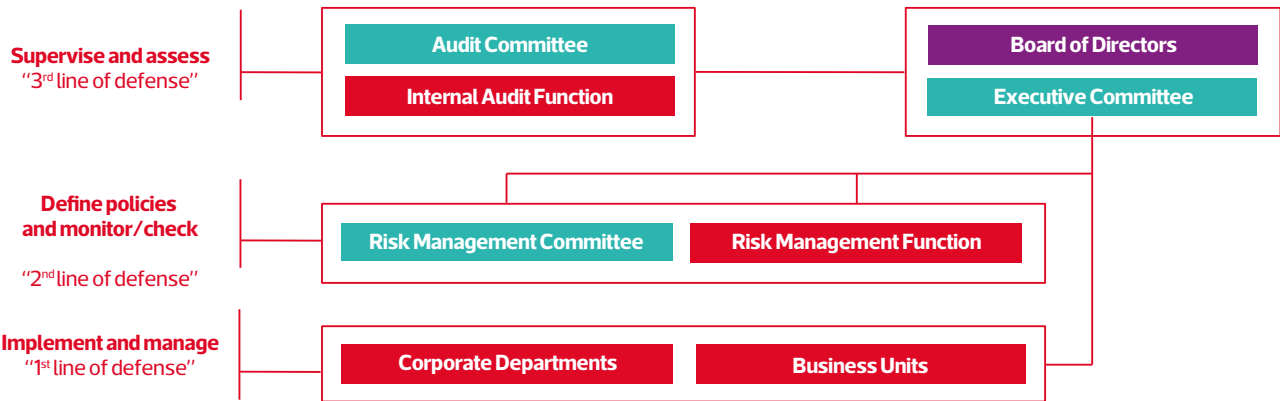 Supervise and assess
“3rd line of defense”
Audit Committee
Internal Audit Function
Board of Directors
Executive Committee
Define policies
and monitor/check
“2nd line of defense”
Risk Management Committee
Risk Management Function
Implement and manage
“1st line of defense”
Corporate Departments
Business Units